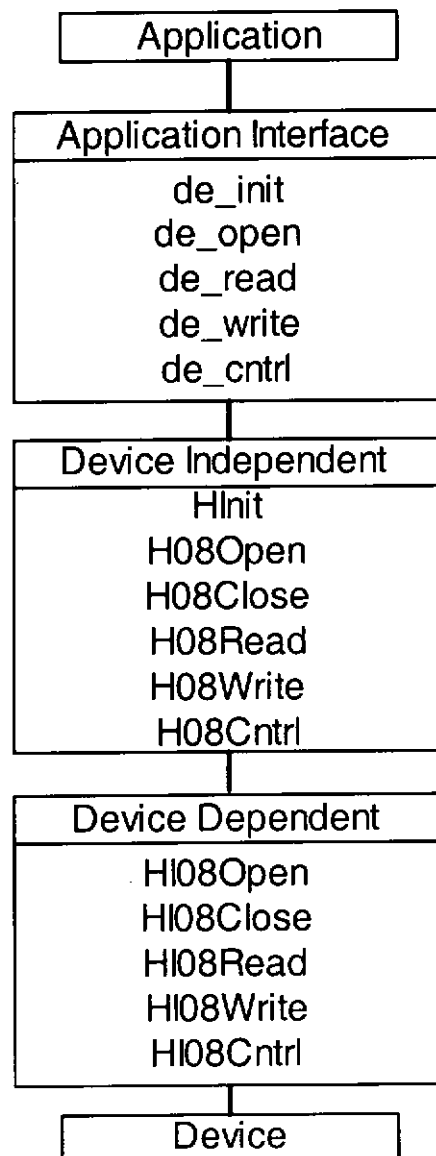 Application
Application Interface
de_init
de_open
de_read
de_write
de_cntrl
Device Independent
HInit
H08Open
H08Close
H08Read
H08Write
H08Cntrl
Device Dependent
HI08Open
HI08Close
HI08Read
HI08Write
HI08Cntrl
Device